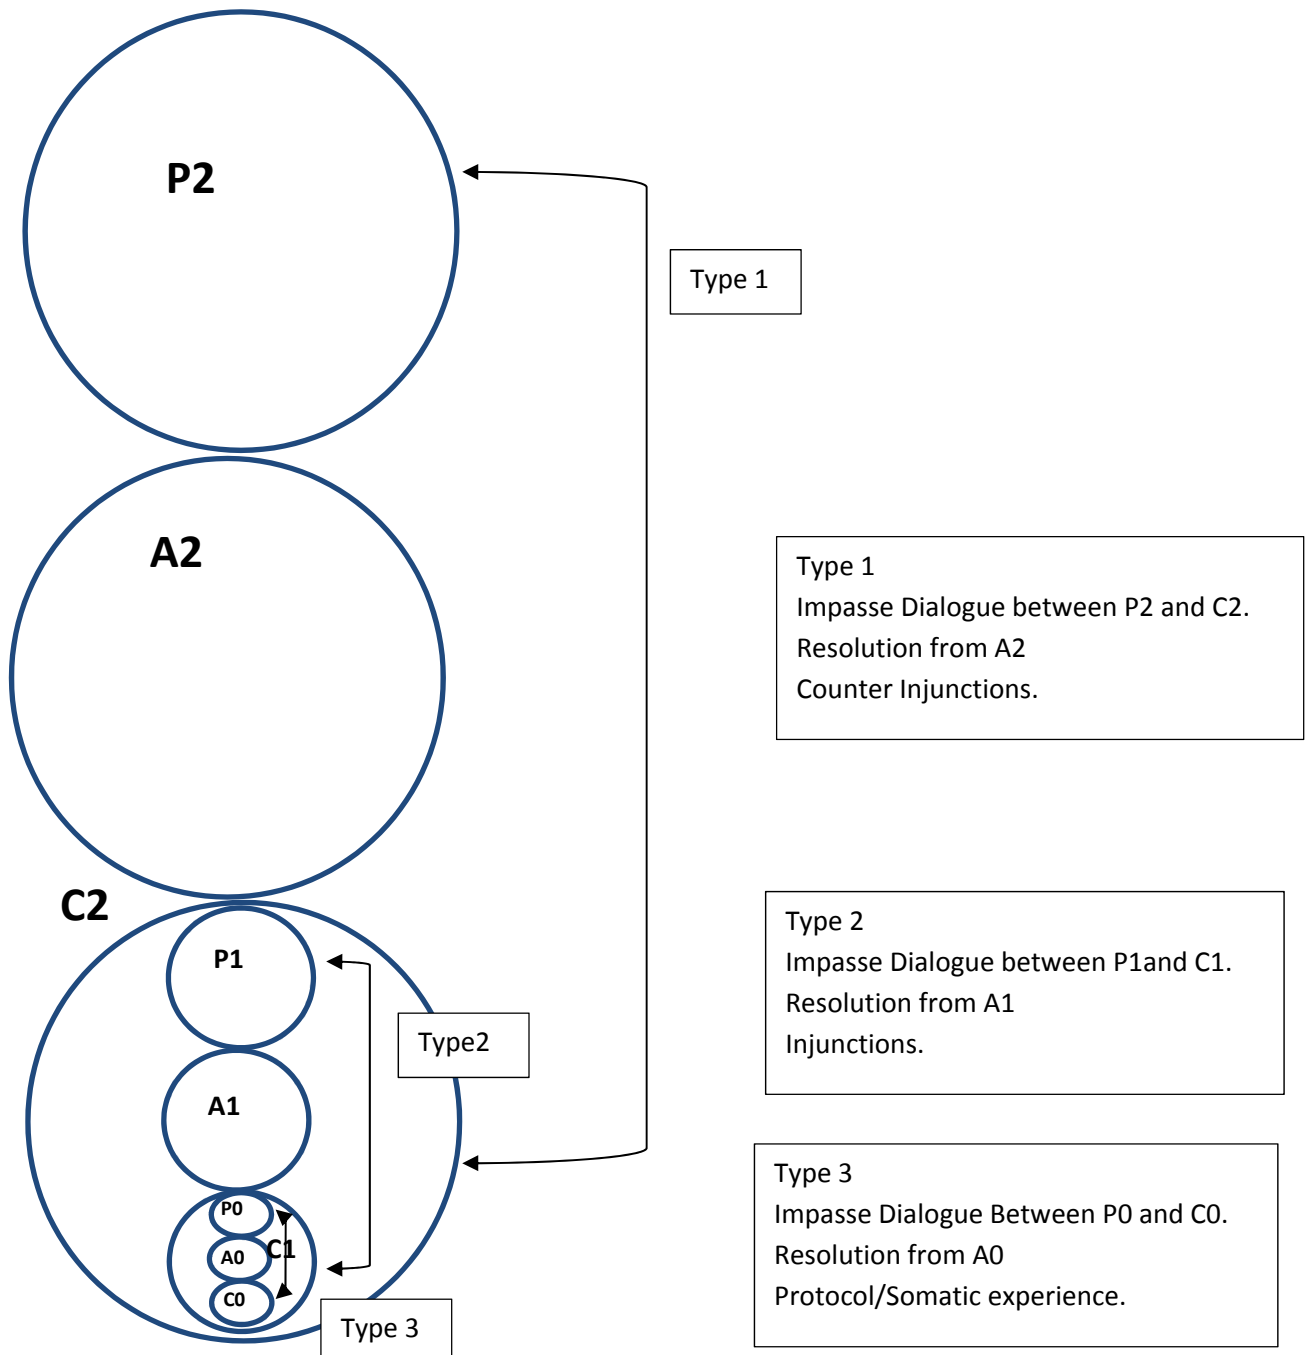 P2
Type 1
A2
Type 1
Impasse Dialogue between P2 and C2.
Resolution from A2
Counter Injunctions.
C2
P1
Type2
A1
Type 2
Impasse Dialogue between P1and C1.
Resolution from A1
Injunctions.
P0
C1
A0
C0
Type 3
Type 3
Impasse Dialogue Between P0 and C0.
Resolution from A0
Protocol/Somatic experience.